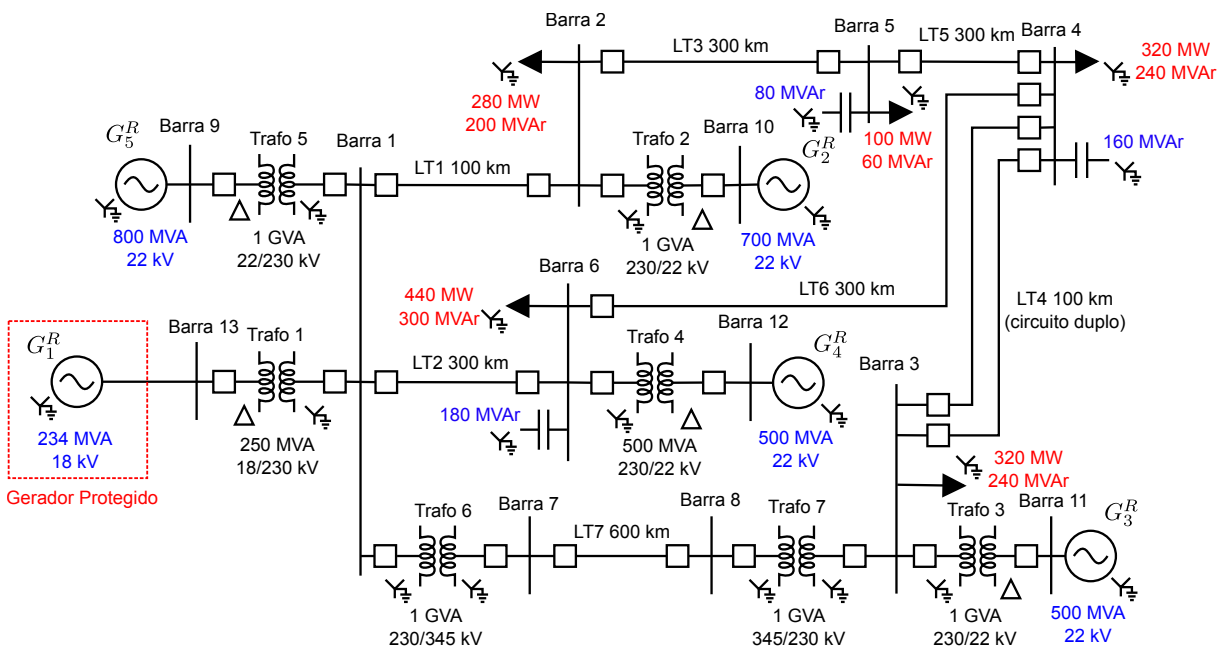 Barra 2
LT3 300 km
Barra 5
LT5 300 km
Barra 4
320 MW
240 MVAr
280 MW
200 MVAr
80 MVAr
100 MW
60 MVAr
160 MVAr
G_5^R
Barra 9
Trafo 5
Barra 1
LT1 100 km
Trafo 2
Barra 10
G_2^R
800 MVA
22 kV
1 GVA
22/230 kV
1 GVA
230/22 kV
700 MVA
22 kV
Barra 6
LT6 300 km
440 MW
300 MVAr
LT4 100 km
(circuito duplo)
G_1^R
Barra 13
Trafo 1
LT2 300 km
Trafo 4
Barra 12
G_4^R
Barra 3
234 MVA
18 kV
Gerador Protegido
250 MVA
18/230 kV
180 MVAr
500 MVA
230/22 kV
500 MVA
22 kV
320 MW
240 MVAr
Trafo 6
Barra 7
LT7 600 km
Barra 8
Trafo 7
Trafo 3
Barra 11
G_3^R
1 GVA
230/345 kV
1 GVA
345/230 kV
1 GVA
230/22 kV
500 MVA
22 kV